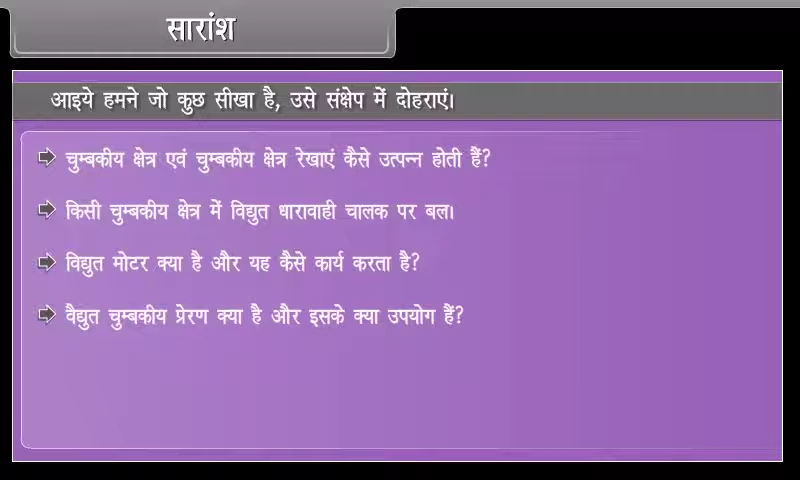 सारांश
आइये हमने जो कुछ सीखा है, उसे संक्षेप में दोहराएं।
चुम्बकीय क्षेत्र एवं चुम्बकीय क्षेत्र रेखाएं कैसे उत्पन्न होती हैं?
किसी चुम्बकीय क्षेत्र में विद्युत धारावाही चालक पर बल।
विद्युत मोटर क्या है और यह कैसे कार्य करता है?
वैद्युत चुम्बकीय प्रेरण क्या है और इसके क्या उपयोग हैं?